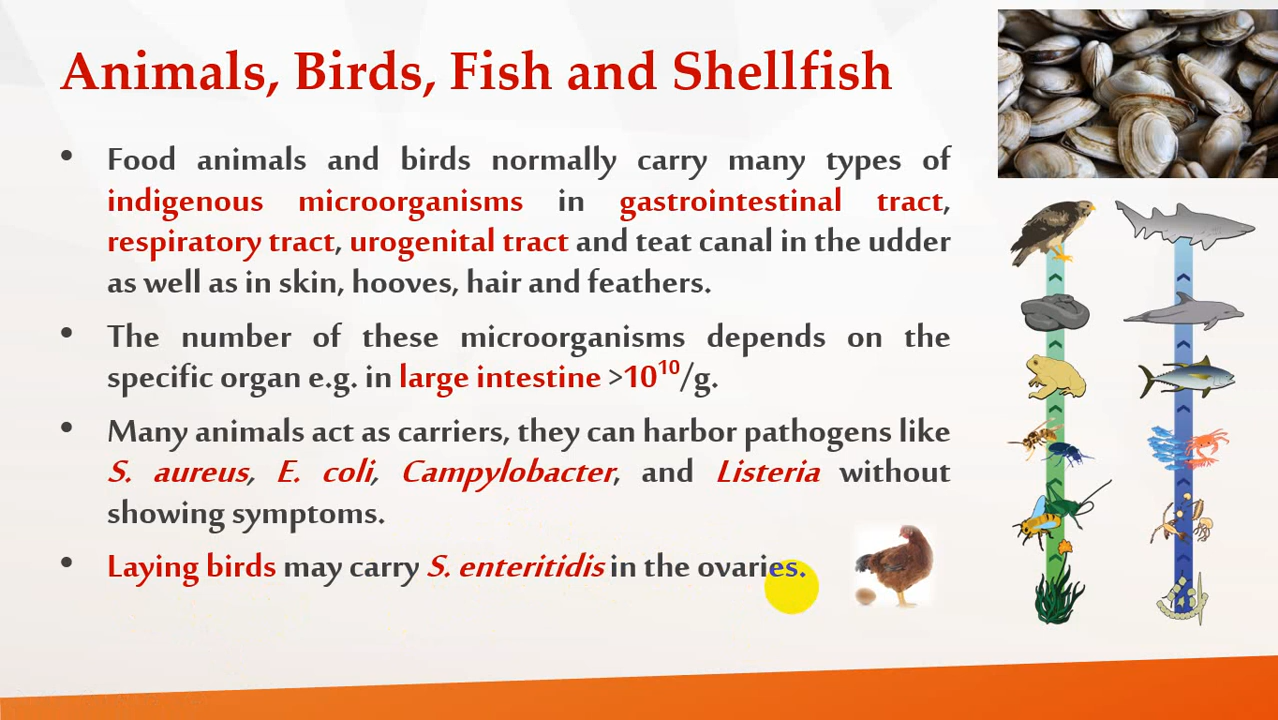 Animals, Birds, Fish and Shellfish
• Food animals and birds normally carry many types of
indigenous microorganisms in gastrointestinal tract,
respiratory tract, urogenital tract and teat canal in the udder
as well as in skin, hooves, hair and feathers.
• The number of these microorganisms depends on the
specific organ e.g. in large intestine >10¹⁰/g.
• Many animals act as carriers, they can harbor pathogens like
S. aureus, E. coli, Campylobacter, and Listeria without
showing symptoms.
• Laying birds may carry S. enteritidis in the ovaries.